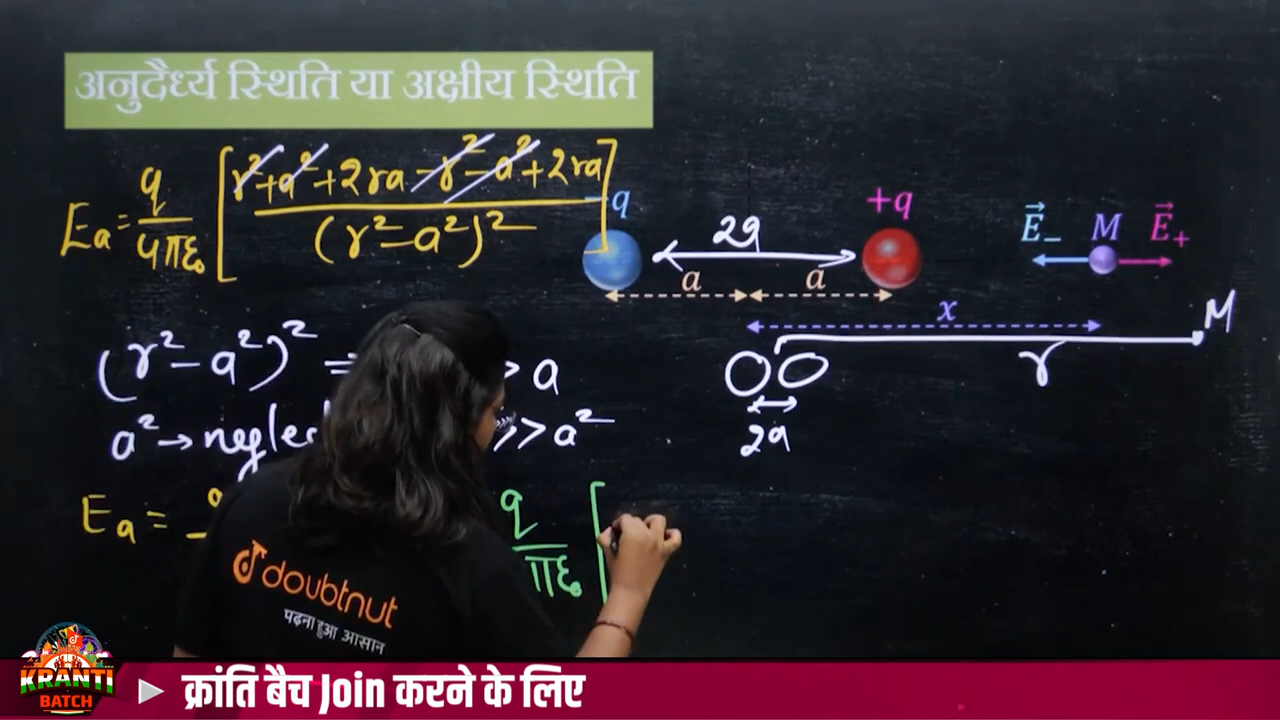 अनुदैर्ध्य स्थिति या अक्षीय स्थिति
Ea = q/4πε₀ [ r²+a²+2ra-r²-a²+2ra / (r²-a²)² ]
-q
2a
+q
a
a
E⃗₋ M E⃗₊
x
M
r
2a
(r²-a²)² = > a
a² → >> a²
Ea =
q
πε₀ [
doubtnut
पढ़ना हुआ आसान
KRANTI
BATCH
क्रांति बैच Join करने के लिए